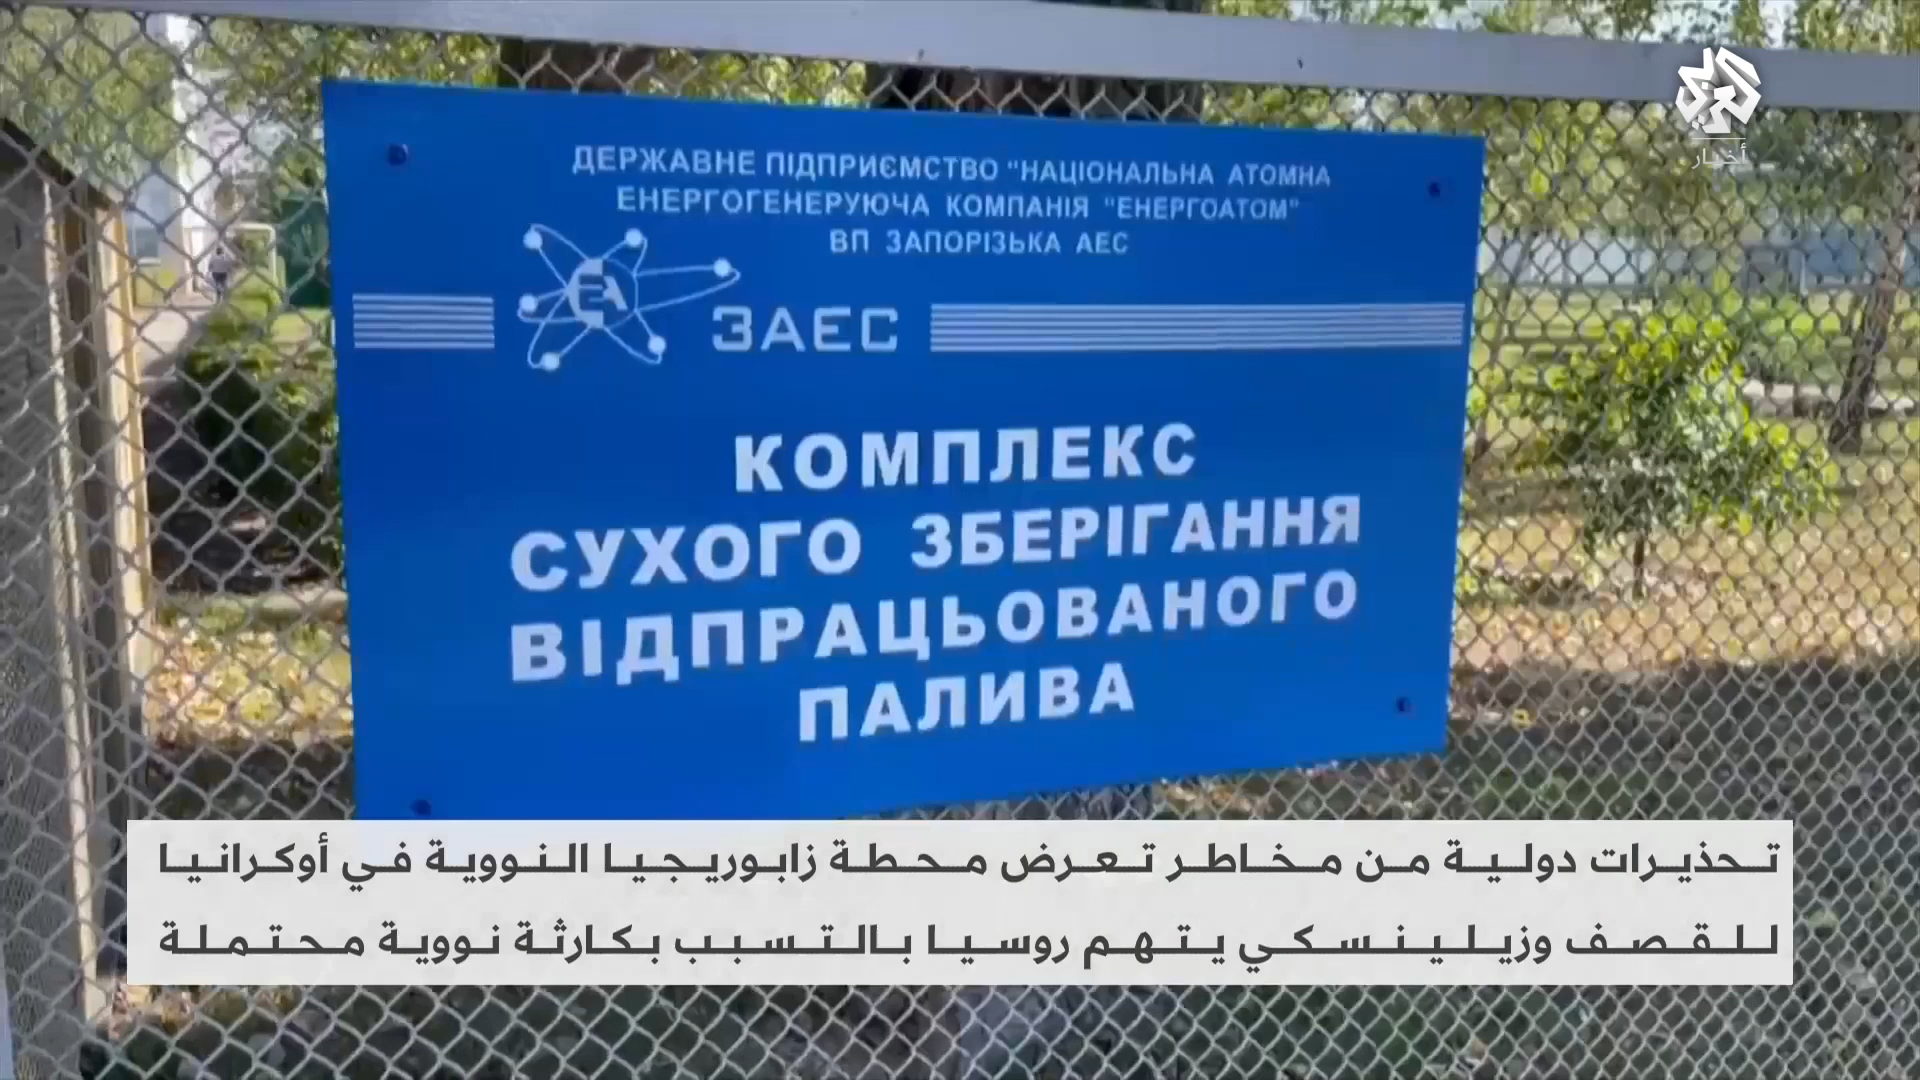 العربي
أخبار
ДЕРЖАВНЕ ПІДПРИЄМСТВО "НАЦІОНАЛЬНА АТОМНА
ЕНЕРГОГЕНЕРУЮЧА КОМПАНІЯ "ЕНЕРГОАТОМ"
ВП ЗАПОРІЗЬКА АЕС
ЗАЕС
КОМПЛЕКС
СУХОГО ЗБЕРІГАННЯ
ВІДПРАЦЬОВАНОГО
ПАЛИВА
تحذيرات دولية من مخاطر تعرض محطة زابوريجيا النووية في أوكرانيا
للقصف وزيلينسكي يتهم روسيا بالتسبب بكارثة نووية محتملة